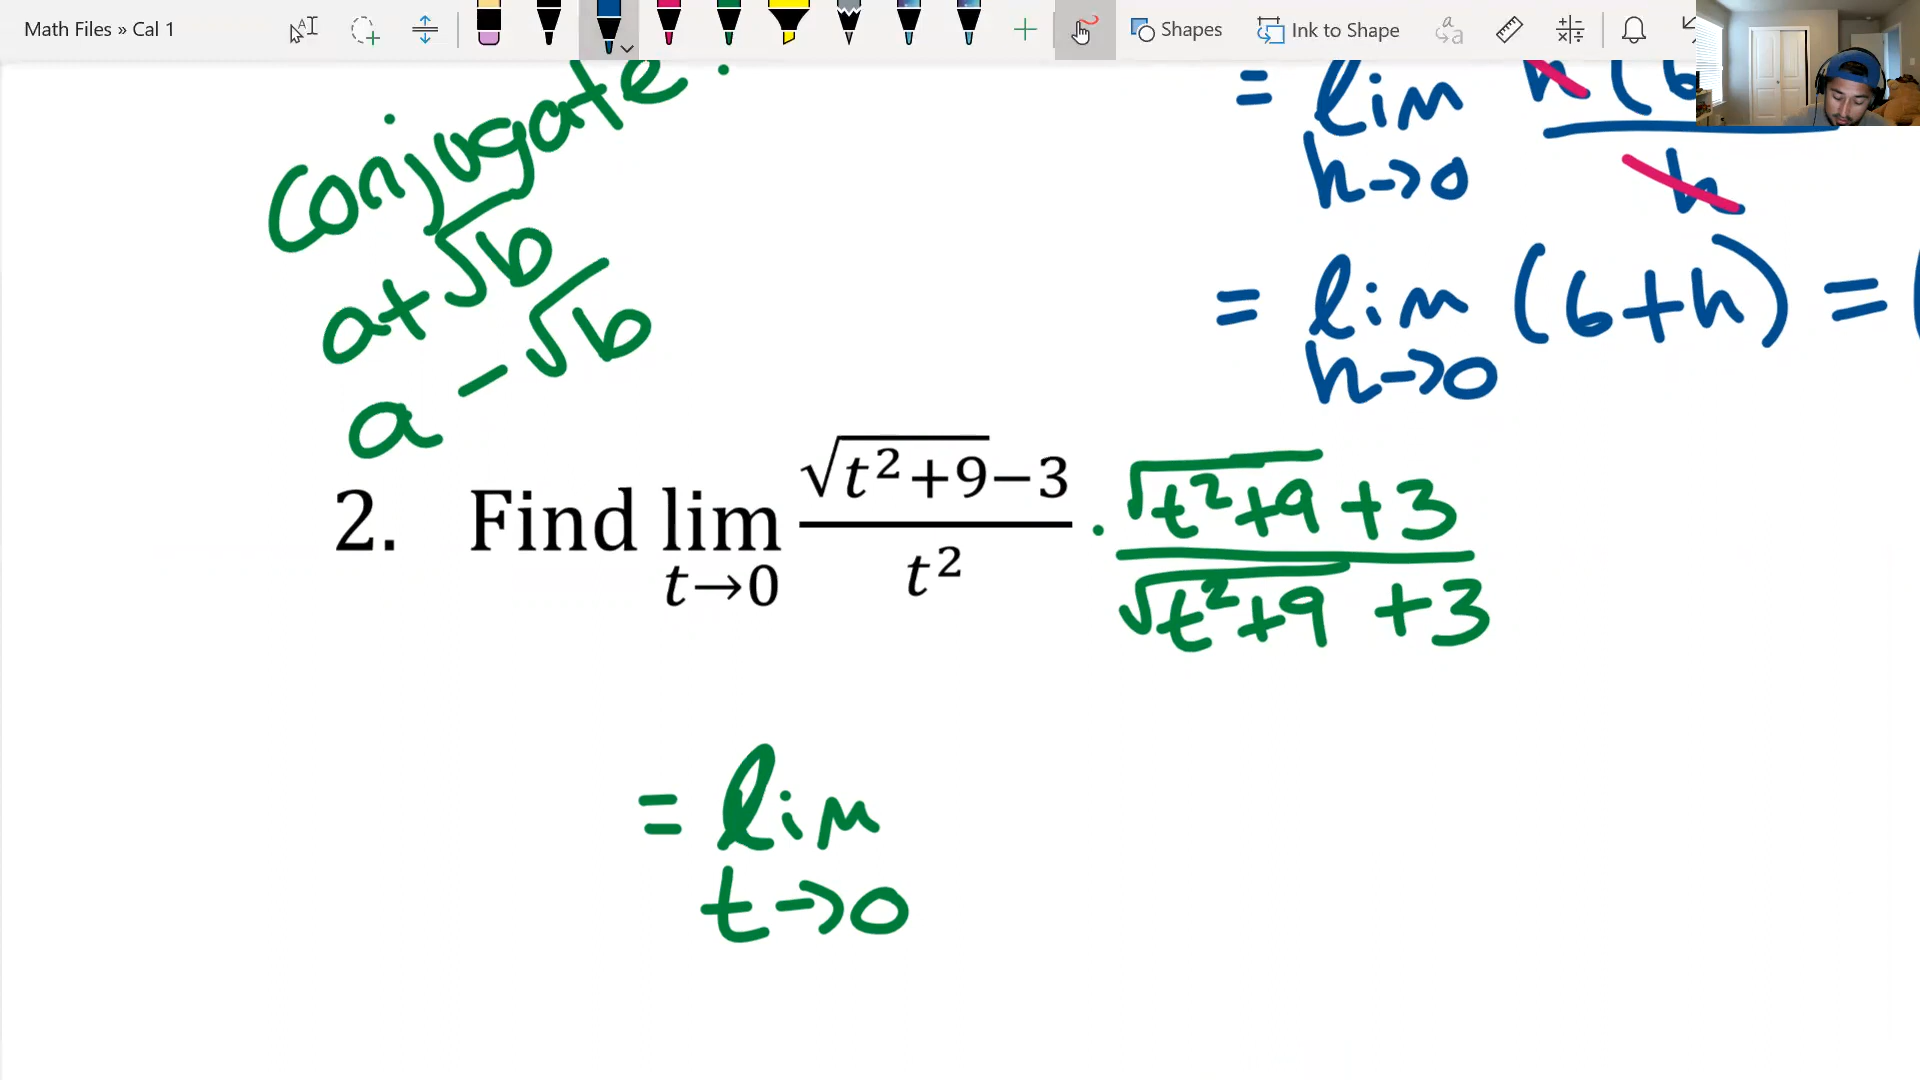 Math Files » Cal 1
Shapes
Ink to Shape
Conjugate:
a+√b
a-√b
= lim h→0 h(6
h
= lim h→0 (6+h) =
2. Find lim t→0 (√(t²+9)−3)/t² · (√(t²+9) +3)/(√(t²+9) +3)
= lim t→0